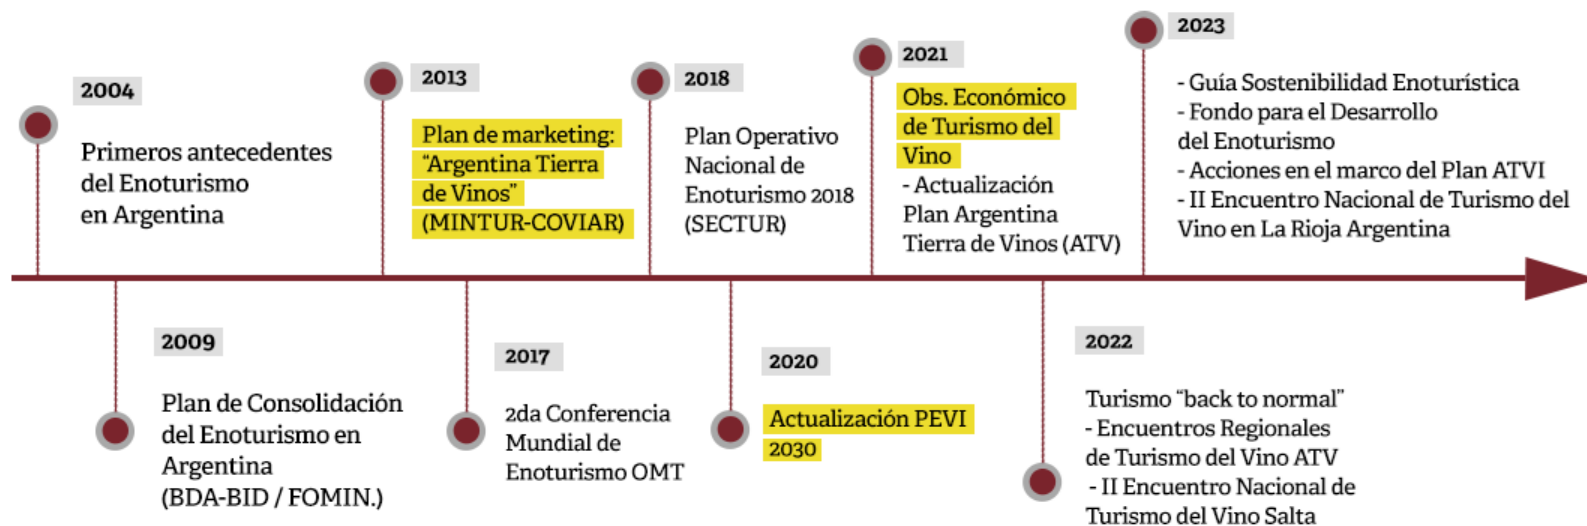 2004
Primeros antecedentes
del Enoturismo
en Argentina
2009
Plan de Consolidación
del Enoturismo en
Argentina
(BDA-BID / FOMIN.)
2013
Plan de marketing:
“Argentina Tierra
de Vinos”
(MINTUR-COVIAR)
2017
2da Conferencia
Mundial de
Enoturismo OMT
2018
Plan Operativo
Nacional de
Enoturismo 2018
(SECTUR)
2020
Actualización PEVI
2030
2021
Obs. Económico
de Turismo del
Vino
- Actualización
Plan Argentina
Tierra de Vinos (ATV)
2022
Turismo “back to normal”
- Encuentros Regionales
de Turismo del Vino ATV
- II Encuentro Nacional de
Turismo del Vino Salta
2023
- Guía Sostenibilidad Enoturística
- Fondo para el Desarrollo
del Enoturismo
- Acciones en el marco del Plan ATVI
- II Encuentro Nacional de Turismo del
Vino en La Rioja Argentina